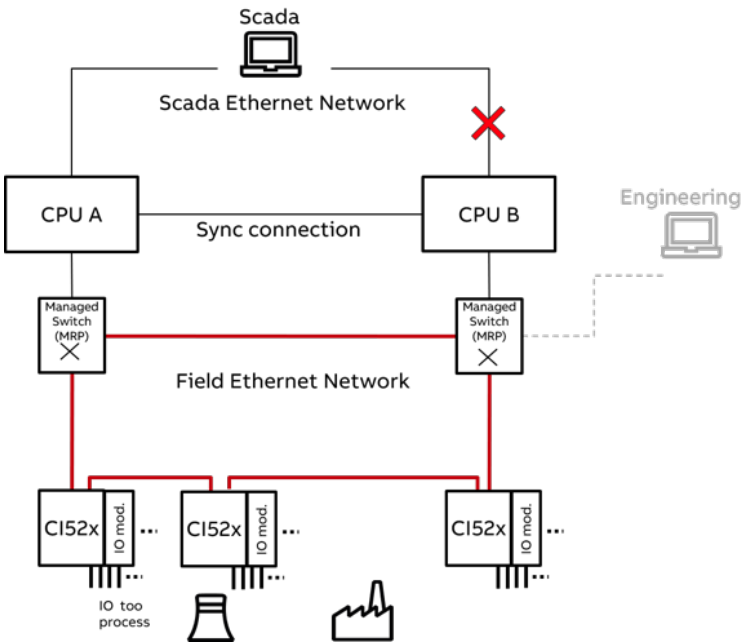 Scada
Scada Ethernet Network
CPU A
CPU B
Sync connection
Engineering
Managed
Switch
(MRP)
Managed
Switch
(MRP)
Field Ethernet Network
CI52x
IO mod.
CI52x
IO mod.
CI52x
IO mod.
IO too
process